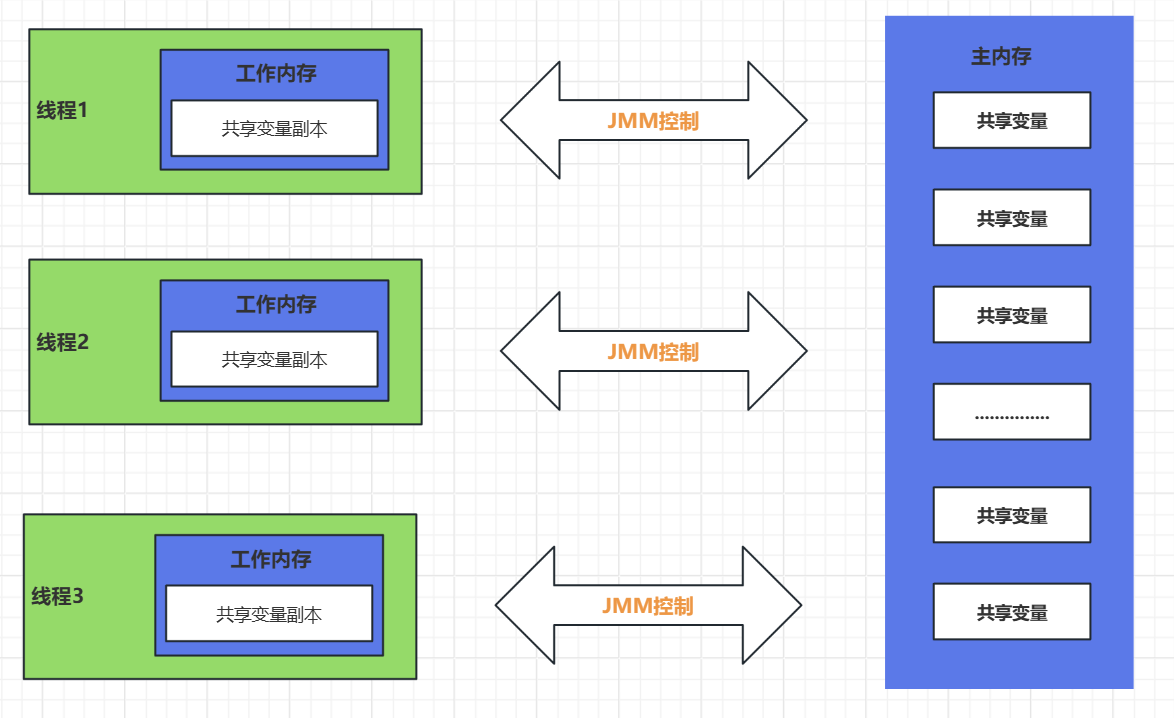 线程1
工作内存
共享变量副本
JMM控制
线程2
工作内存
共享变量副本
JMM控制
线程3
工作内存
共享变量副本
JMM控制
主内存
共享变量
共享变量
共享变量
...............
共享变量
共享变量